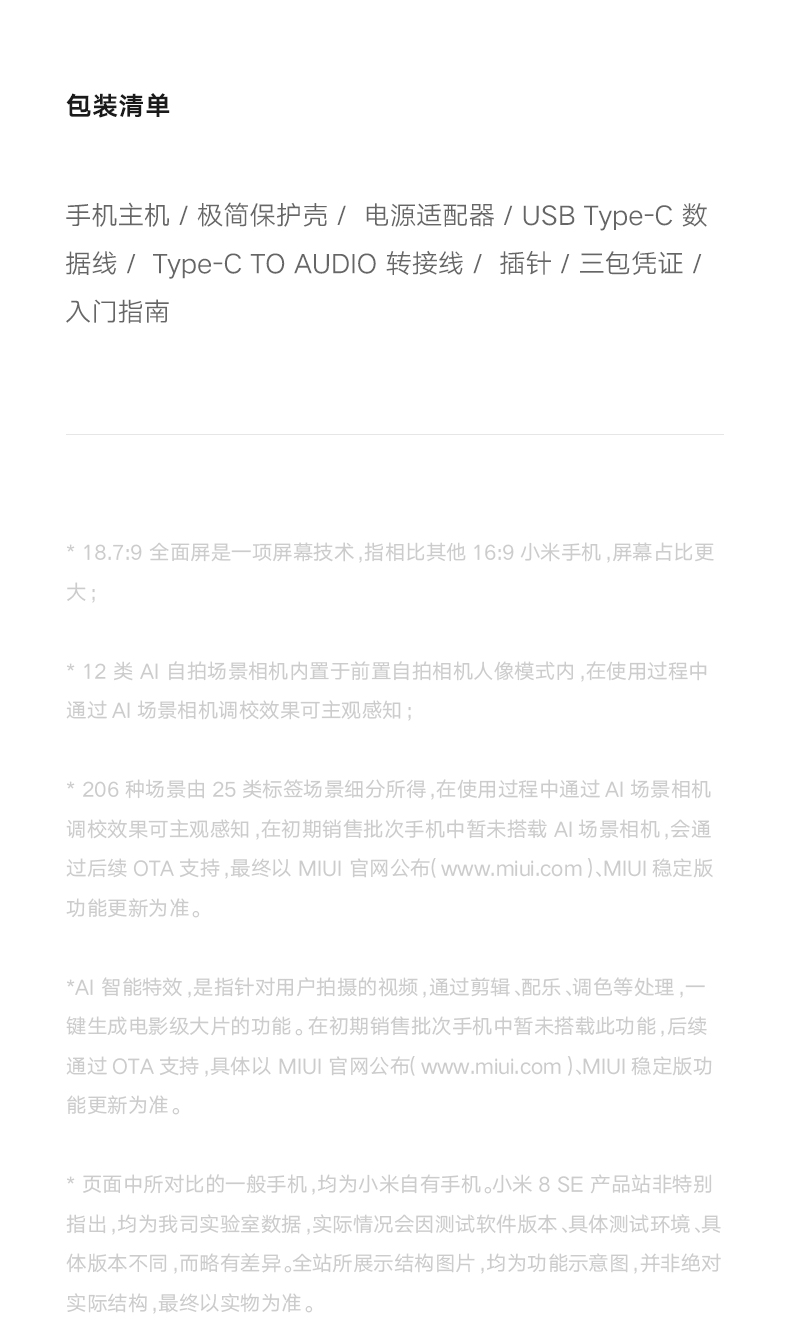 包装清单
手机主机 / 极简保护壳 / 电源适配器 / USB Type-C 数
据线 / Type-C TO AUDIO 转接线 / 插针 / 三包凭证 /
入门指南
* 18.7:9 全面屏是一项屏幕技术,指相比其他 16:9 小米手机,屏幕占比更
大;
* 12 类 AI 自拍场景相机内置于前置自拍相机人像模式内,在使用过程中
通过 AI 场景相机调校效果可主观感知;
* 206 种场景由 25 类标签场景细分所得,在使用过程中通过 AI 场景相机
调校效果可主观感知,在初期销售批次手机中暂未搭载 AI 场景相机,会通
过后续 OTA 支持,最终以 MIUI 官网公布(www.miui.com)、MIUI 稳定版
功能更新为准。
*AI 智能特效,是指针对用户拍摄的视频,通过剪辑、配乐、调色等处理,一
键生成电影级大片的功能。在初期销售批次手机中暂未搭载此功能,后续
通过 OTA 支持,具体以 MIUI 官网公布(www.miui.com)、MIUI 稳定版功
能更新为准。
* 页面中所对比的一般手机,均为小米自有手机。小米 8 SE 产品站非特别
指出,均为我司实验室数据,实际情况会因测试软件版本、具体测试环境、具
体版本不同,而略有差异。全站所展示结构图片,均为功能示意图,并非绝对
实际结构,最终以实物为准。